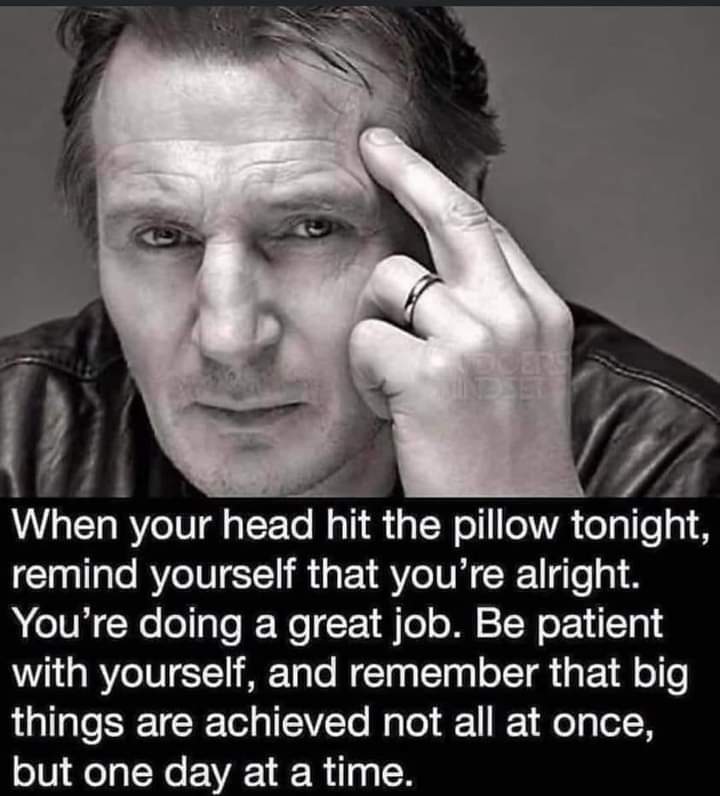 When your head hit the pillow tonight,
remind yourself that you're alright.
You're doing a great job. Be patient
with yourself, and remember that big
things are achieved not all at once,
but one day at a time.